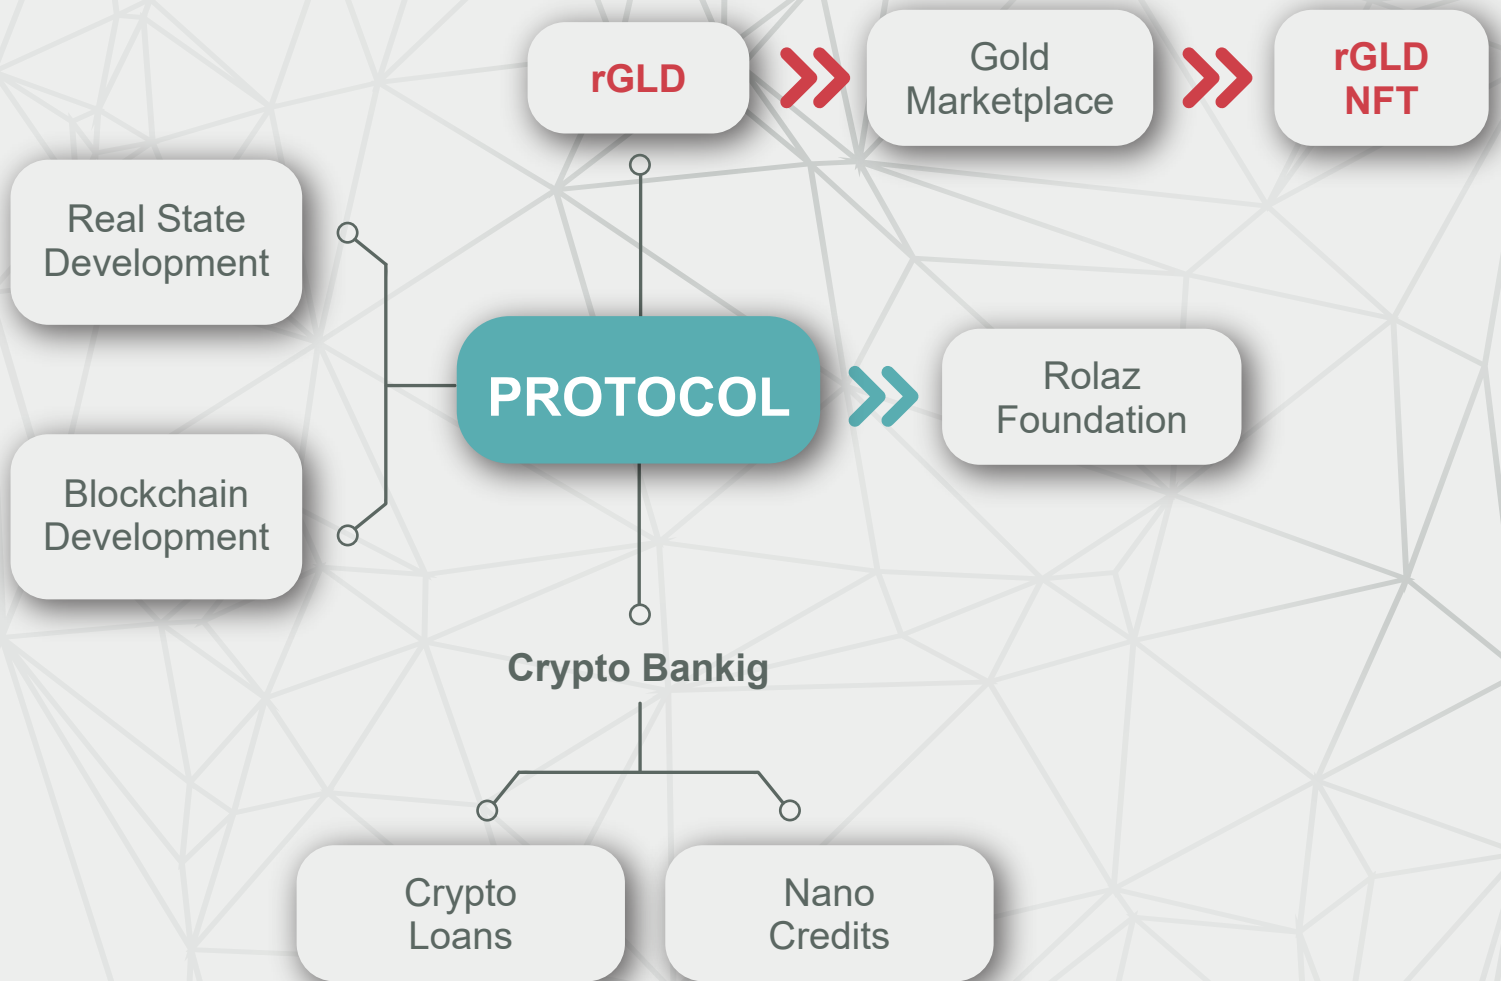 rGLD
Gold
Marketplace
rGLD
NFT
Real State
Development
PROTOCOL
Rolaz
Foundation
Blockchain
Development
Crypto Bankig
Crypto
Loans
Nano
Credits